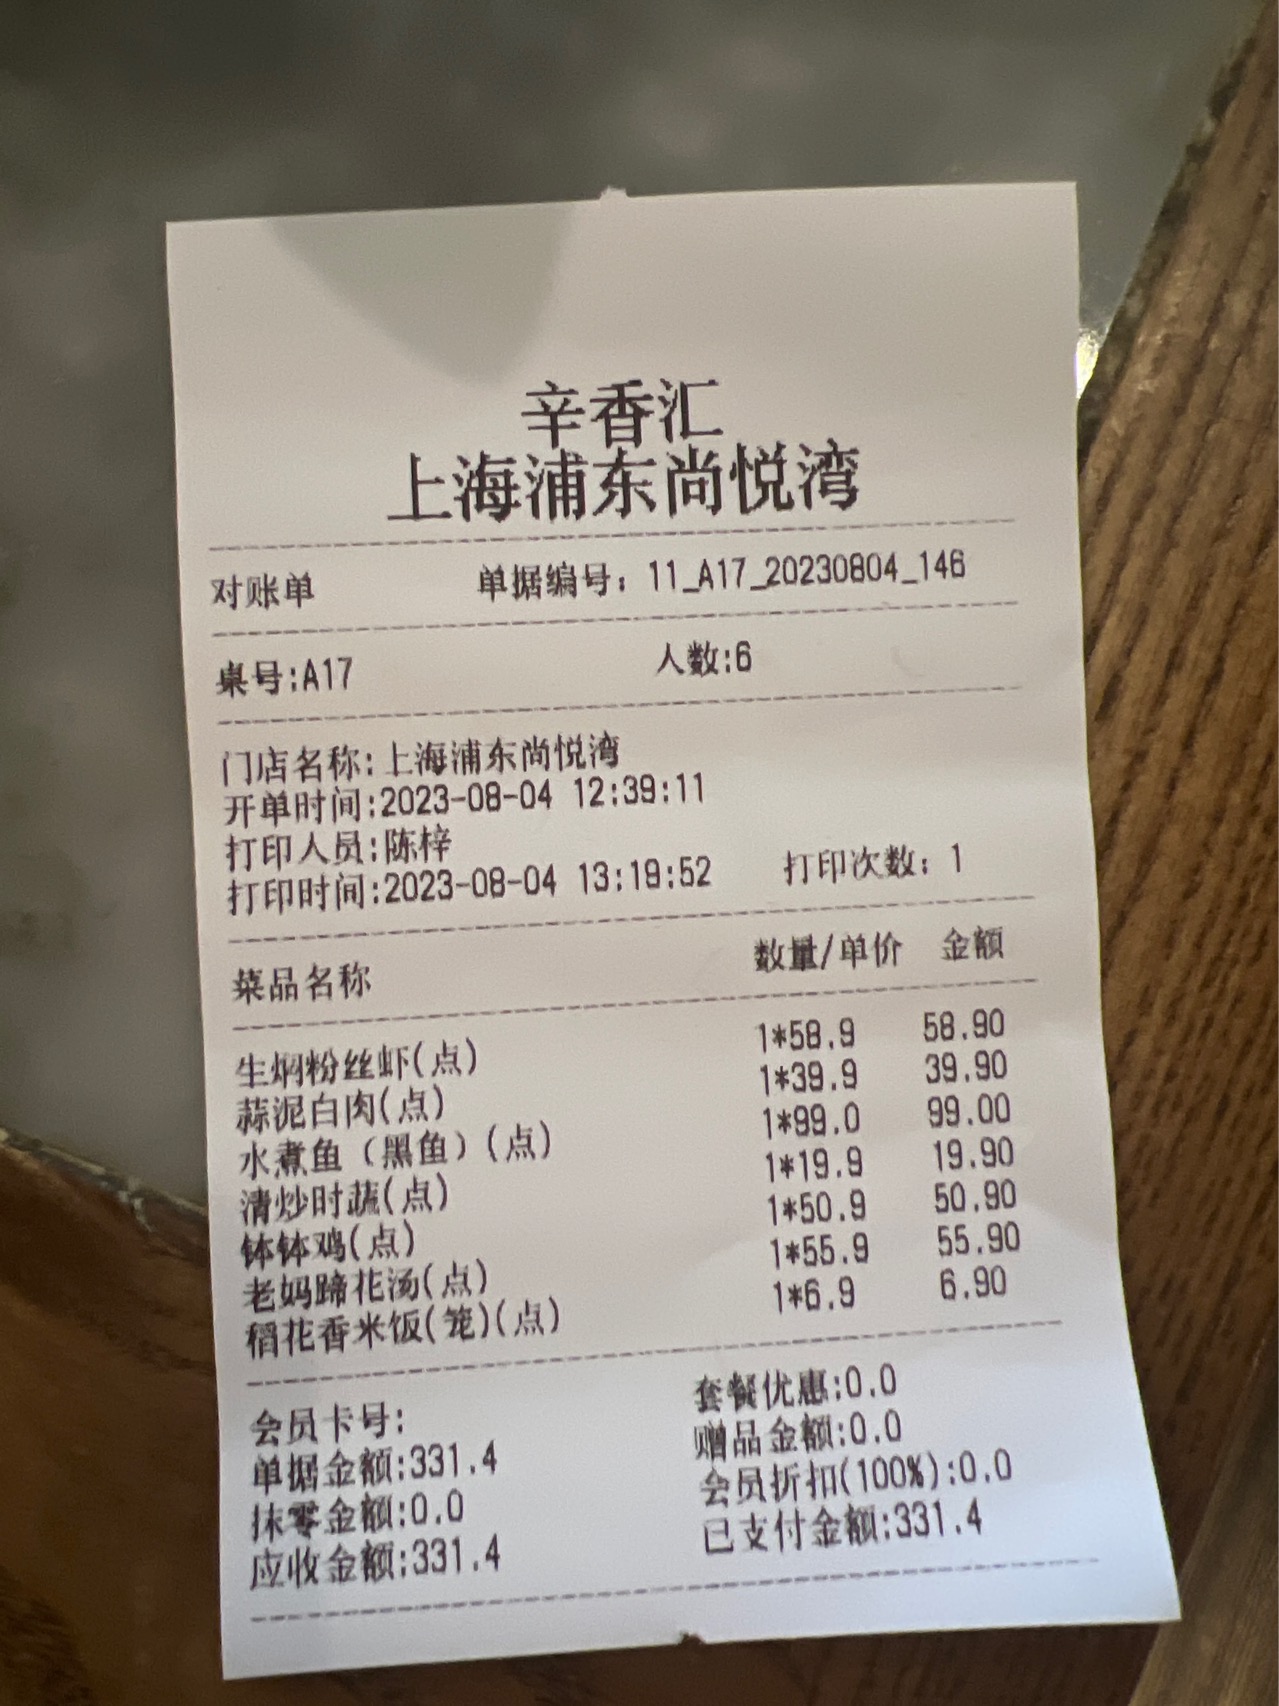 辛香汇
上海浦东尚悦湾
对账单 单据编号：11_A17_20230804_146
桌号:A17 人数:6
门店名称:上海浦东尚悦湾
开单时间:2023-08-04 12:39:11
打印人员:陈梓
打印时间:2023-08-04 13:19:52 打印次数：1
菜品名称 数量/单价 金额
生焖粉丝虾(点) 1*58.9 58.90
蒜泥白肉(点) 1*39.9 39.90
水煮鱼（黑鱼）(点) 1*99.0 99.00
清炒时蔬(点) 1*19.9 19.90
钵钵鸡(点) 1*50.9 50.90
老妈蹄花汤(点) 1*55.9 55.90
稻花香米饭(笼)(点) 1*6.9 6.90
会员卡号: 套餐优惠:0.0
单据金额:331.4 赠品金额:0.0
抹零金额:0.0 会员折扣(100%):0.0
应收金额:331.4 已支付金额:331.4